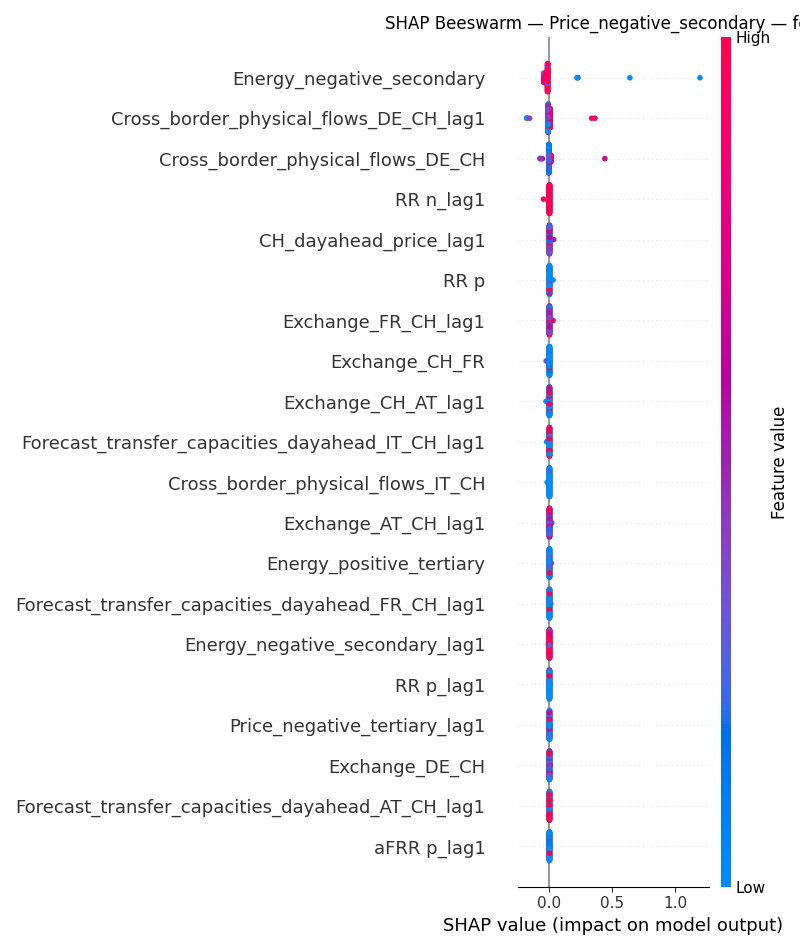 SHAP Beeswarm — Price_negative_secondary — fo
High
Energy_negative_secondary
Cross_border_physical_flows_DE_CH_lag1
Cross_border_physical_flows_DE_CH
RR n_lag1
CH_dayahead_price_lag1
RR p
Exchange_FR_CH_lag1
Exchange_CH_FR
Exchange_CH_AT_lag1
Forecast_transfer_capacities_dayahead_IT_CH_lag1
Cross_border_physical_flows_IT_CH
Exchange_AT_CH_lag1
Energy_positive_tertiary
Forecast_transfer_capacities_dayahead_FR_CH_lag1
Energy_negative_secondary_lag1
RR p_lag1
Price_negative_tertiary_lag1
Exchange_DE_CH
Forecast_transfer_capacities_dayahead_AT_CH_lag1
aFRR p_lag1
Feature value
Low
0.0 0.5 1.0
SHAP value (impact on model output)